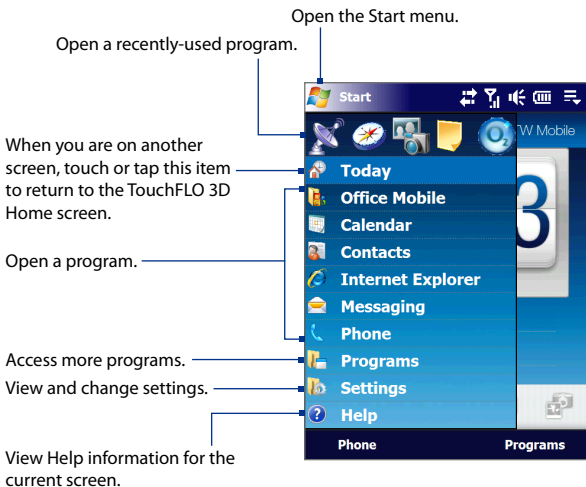 Open the Start menu.
Open a recently-used program.
Start
TW Mobile
When you are on another
screen, touch or tap this item
to return to the TouchFLO 3D
Home screen.
Open a program.
Access more programs.
View and change settings.
View Help information for the
current screen.
O2
Today
Office Mobile
Calendar
Contacts
Internet Explorer
Messaging
Phone
Programs
Settings
Help
3
Phone
Programs